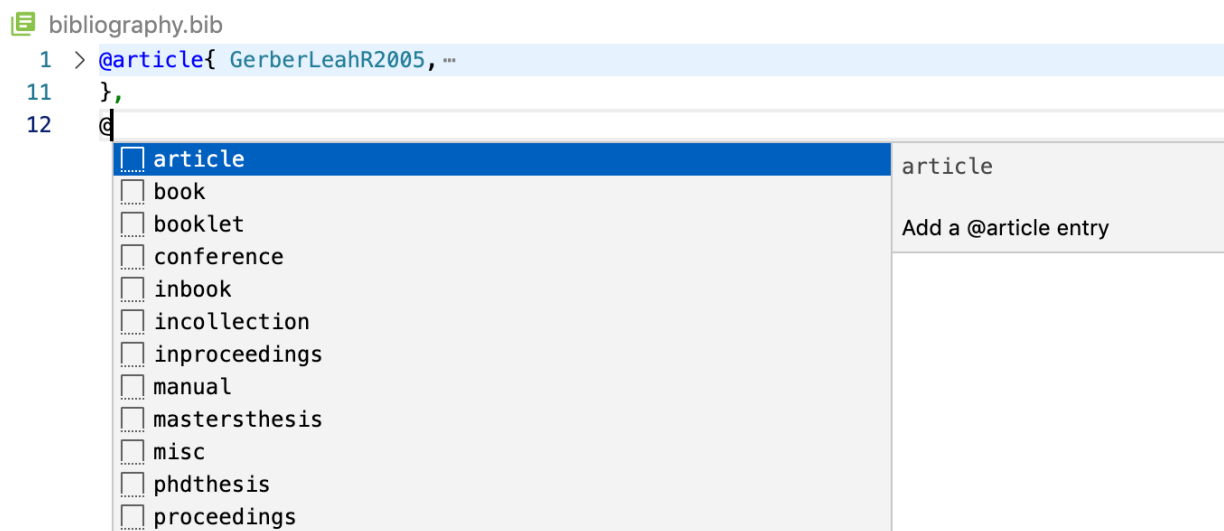 bibliography.bib
1 > @article{ GerberLeahR2005, ⋯
11 },
12 @
article
book
booklet
conference
inbook
incollection
inproceedings
manual
mastersthesis
misc
phdthesis
proceedings
article
Add a @article entry